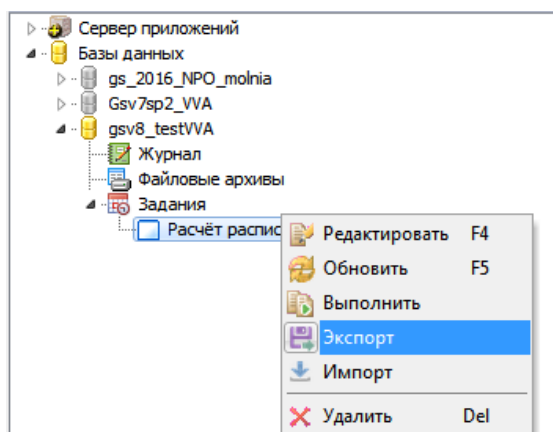 Сервер приложений
Базы данных
gs_2016_NPO_molnia
Gsv7sp2_VVA
gsv8_testVVA
Журнал
Файловые архивы
Задания
Расчёт
Редактировать F4
Обновить F5
Выполнить
Экспорт
Импорт
Удалить Del